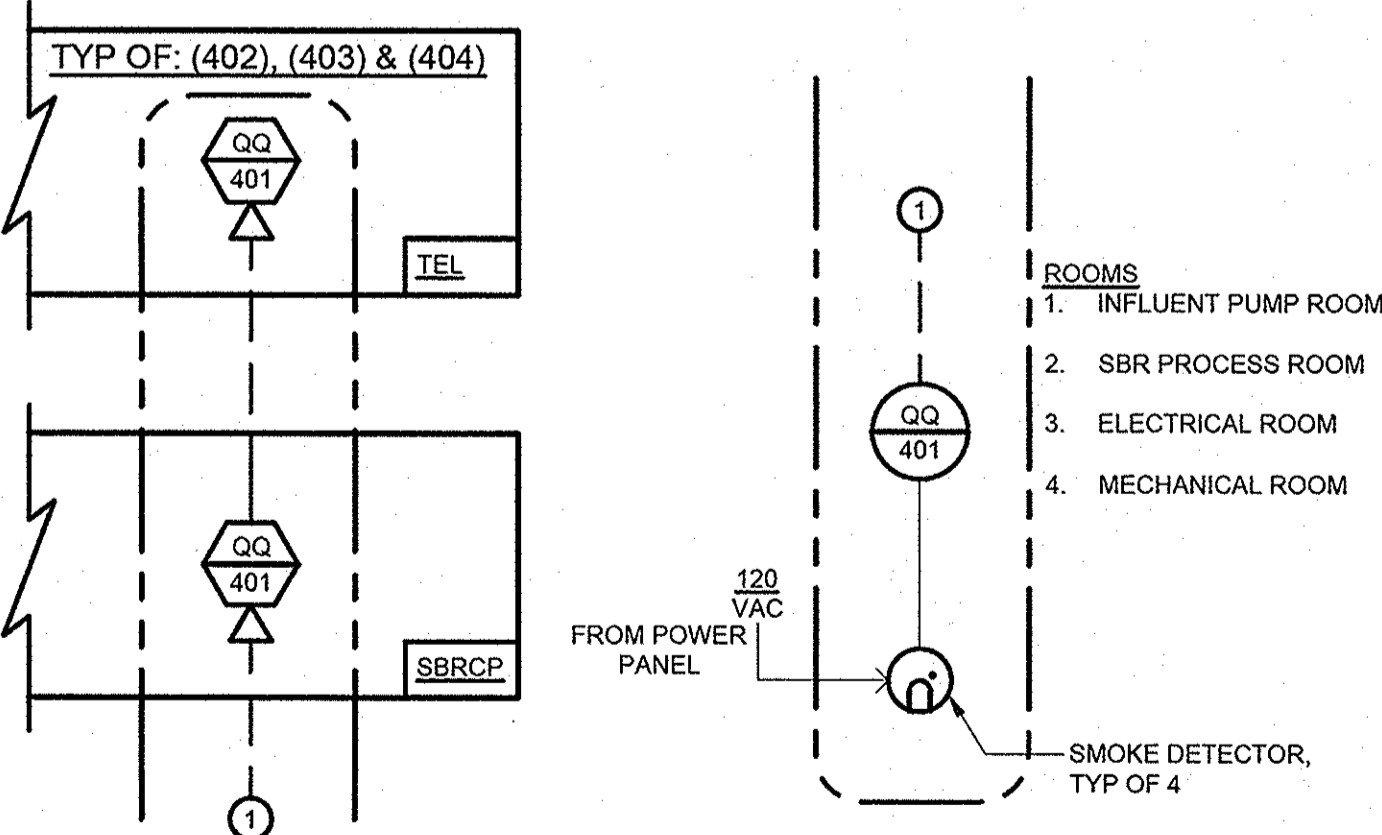 TYP OF: (402), (403) & (404)
QQ
401
TEL
QQ
401
SBRCP
1
1
QQ
401
120
VAC
FROM POWER
PANEL
SMOKE DETECTOR,
TYP OF 4
ROOMS
1. INFLUENT PUMP ROOM
2. SBR PROCESS ROOM
3. ELECTRICAL ROOM
4. MECHANICAL ROOM